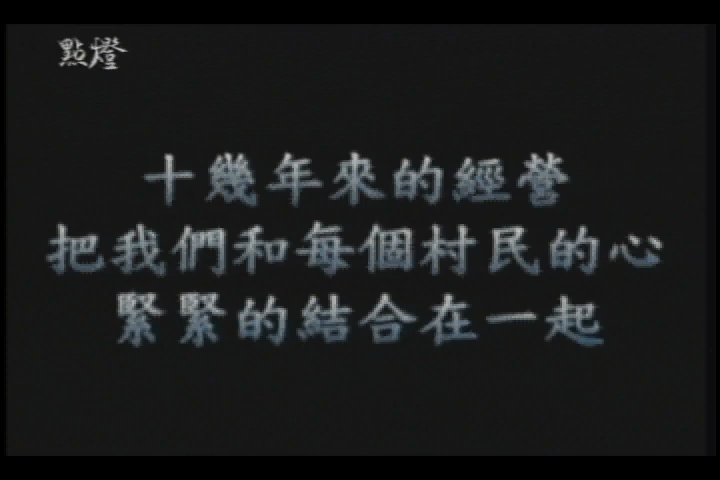 點燈
十幾年來的經營
把我們和每個村民的心
緊緊的結合在一起